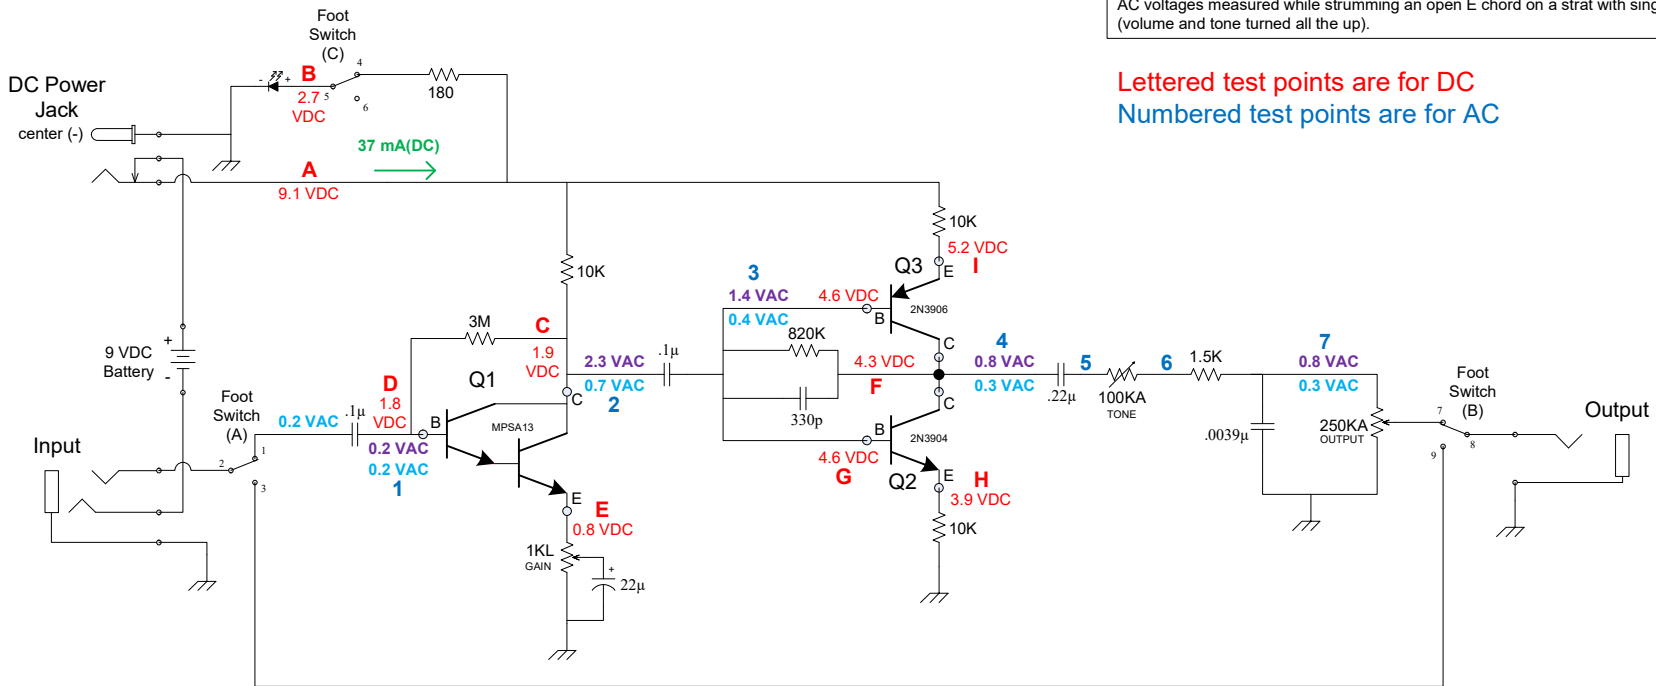 AC voltages measured while strumming an open E chord on a strat with sing
(volume and tone turned all the up).
Lettered test points are for DC
Numbered test points are for AC
Foot
Switch
(C)
DC Power
Jack
center (-)
- +
B
2.7
VDC
4
5
6
180
37 mA(DC)
A
9.1 VDC
10K
10K
5.2 VDC
I
E
Q3
2N3906
3
1.4 VAC
0.4 VAC
4.6 VDC
B
C
3M
C
1.9
VDC
2.3 VAC
0.7 VAC
2
.1µ
820K
330p
4.3 VDC
F
4
0.8 VAC
0.3 VAC
5
.22µ
100KA
TONE
6
1.5K
7
0.8 VAC
0.3 VAC
.0039µ
250KA
OUTPUT
Foot
Switch
(B)
7
8
9
Output
+
9 VDC
Battery
-
Foot
Switch
(A)
1
2
3
Input
0.2 VAC
.1µ
D
1.8
VDC
0.2 VAC
0.2 VAC
1
B
Q1
MPSA13
C
E
E
0.8 VDC
1KL
GAIN
+
22µ
B
4.6 VDC
G
C
2N3904
Q2
E
H
3.9 VDC
10K